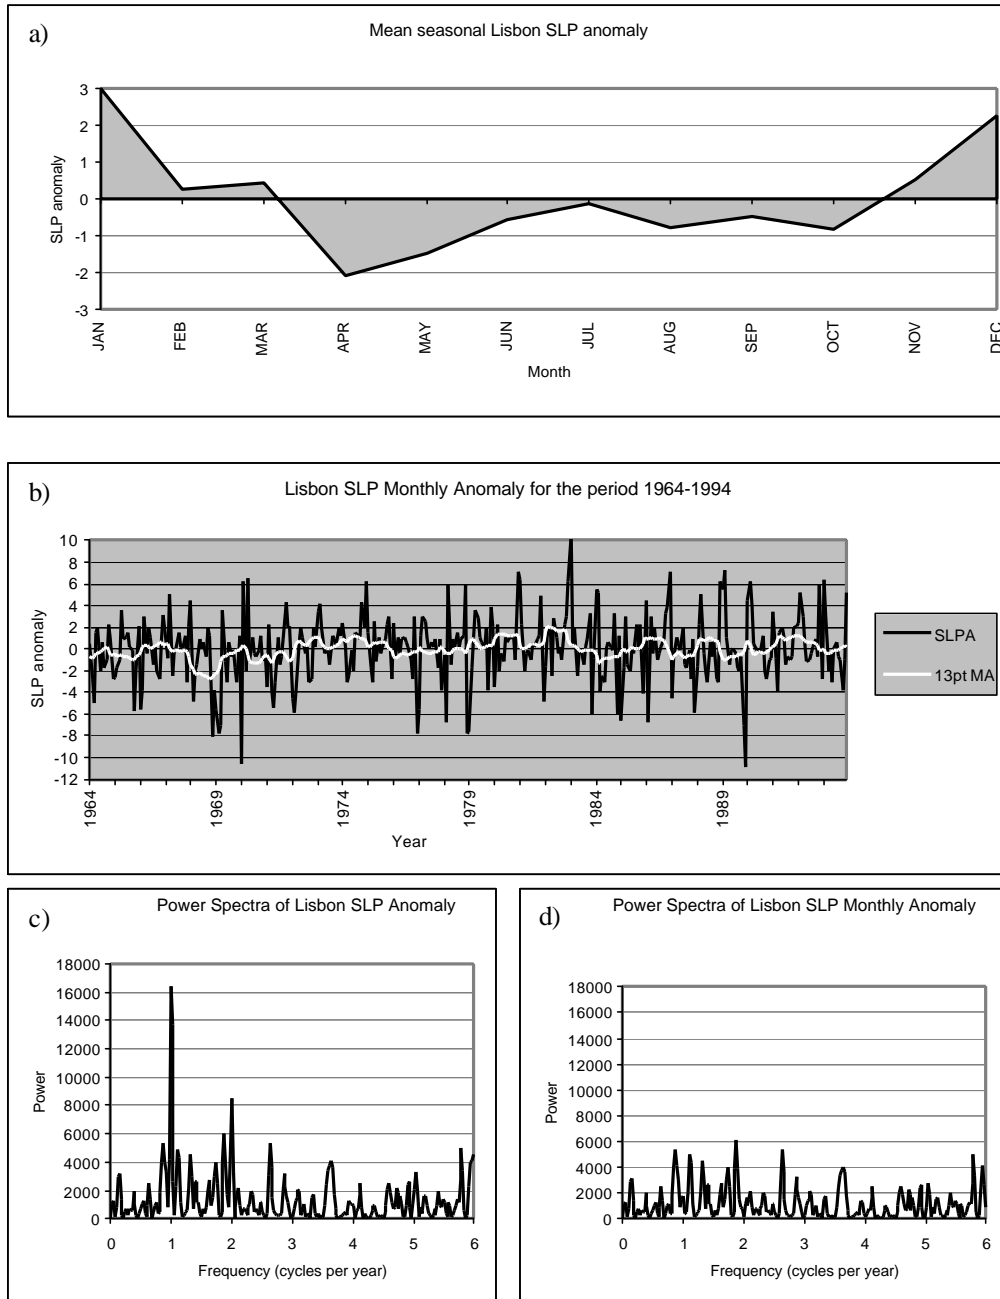 a)
Mean seasonal Lisbon SLP anomaly
3
2
1
0
-1
-2
-3
SLP anomaly
JAN
FEB
MAR
APR
MAY
JUN
JUL
AUG
SEP
OCT
NOV
DEC
Month
b)
Lisbon SLP Monthly Anomaly for the period 1964-1994
10
8
6
4
2
0
-2
-4
-6
-8
-10
-12
SLP anomaly
1964
1969
1974
1979
1984
1989
Year
SLPA
13pt MA
c)
Power Spectra of Lisbon SLP Anomaly
18000
16000
14000
12000
10000
8000
6000
4000
2000
0
Power
0 1 2 3 4 5 6
Frequency (cycles per year)
d)
Power Spectra of Lisbon SLP Monthly Anomaly
18000
16000
14000
12000
10000
8000
6000
4000
2000
0
Power
0 1 2 3 4 5 6
Frequency (cycles per year)